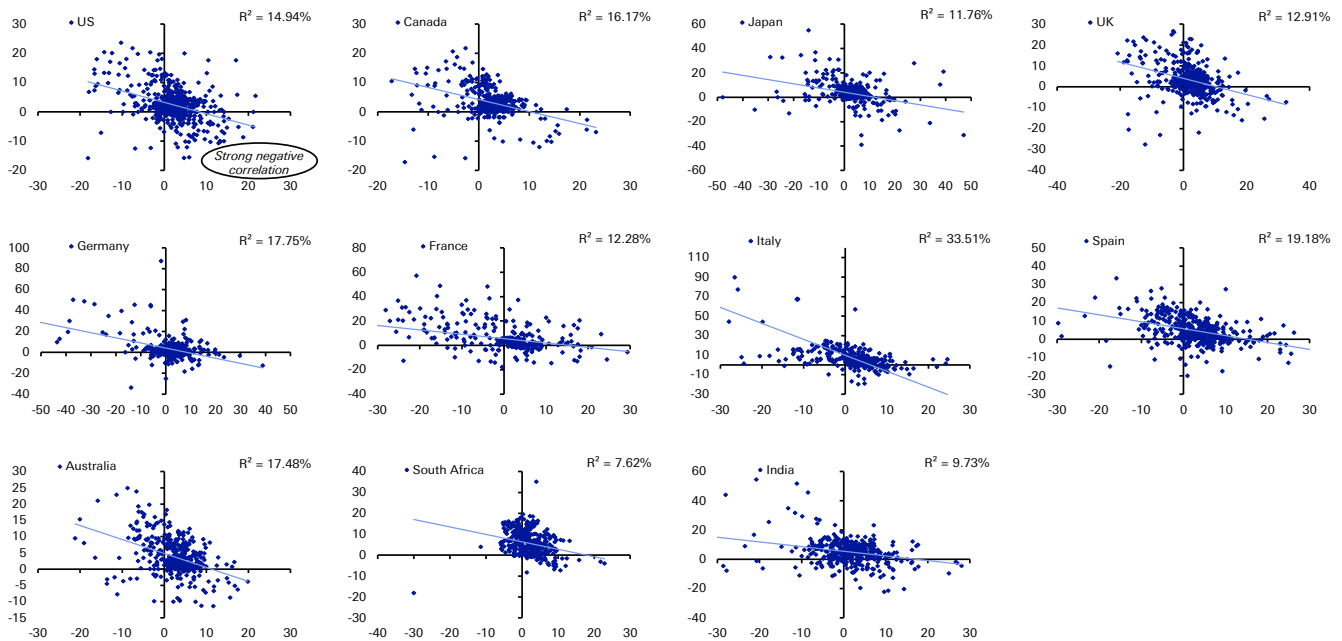 US
R² = 14.94%
30
20
10
0
-10
-20
-30 -20 -10 0 10 20 30
Strong negative
correlation
Canada
R² = 16.17%
30
20
10
0
-10
-20
-20 -10 0 10 20 30
Japan
R² = 11.76%
60
40
20
0
-20
-40
-60
-50 -40 -30 -20 -10 0 10 20 30 40 50
UK
R² = 12.91%
30
20
10
0
-10
-20
-30
-40
-40 -20 0 20 40
Germany
R² = 17.75%
100
80
60
40
20
0
-20
-40
-50 -40 -30 -20 -10 0 10 20 30 40 50
France
R² = 12.28%
80
60
40
20
0
-20
-40
-30 -20 -10 0 10 20 30
Italy
R² = 33.51%
110
90
70
50
30
10
-10
-30
-30 -20 -10 0 10 20 30
Spain
R² = 19.18%
50
40
30
20
10
0
-10
-20
-30
-30 -20 -10 0 10 20 30
Australia
R² = 17.48%
30
25
20
15
10
5
0
-5
-10
-15
-30 -20 -10 0 10 20 30
South Africa
R² = 7.62%
40
30
20
10
0
-10
-20
-30
-40 -30 -20 -10 0 10 20 30
India
R² = 9.73%
60
40
20
0
-20
-40
-30 -20 -10 0 10 20 30